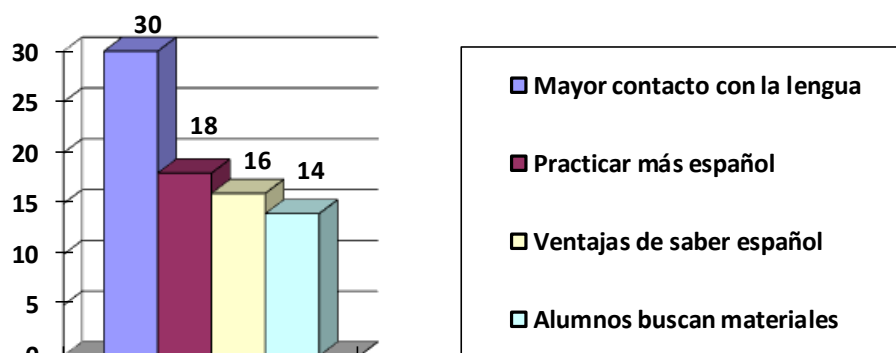 30
30
25
20
15
10
5
0
18
16
14
Mayor contacto con la lengua
Practicar más español
Ventajas de saber español
Alumnos buscan materiales